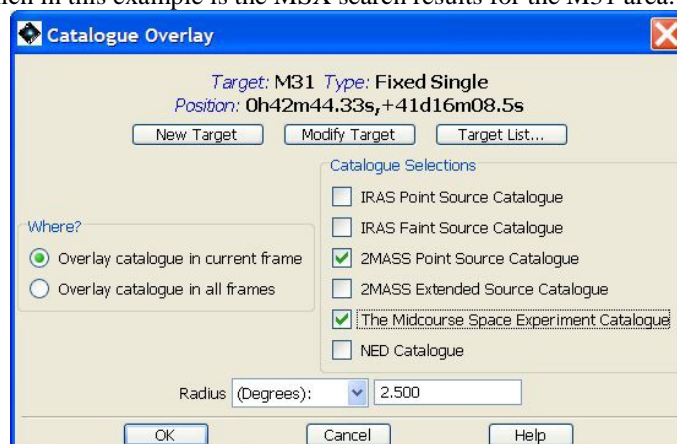 in this example is the MSX search results for the M31 area.
Catalogue Overlay
Target: M31 Type: Fixed Single
Position: 0h42m44.33s,+41d16m08.5s
New Target Modify Target Target List...
Catalogue Selections
IRAS Point Source Catalogue
IRAS Faint Source Catalogue
2MASS Point Source Catalogue
2MASS Extended Source Catalogue
The Midcourse Space Experiment Catalogue
NED Catalogue
Where?
Overlay catalogue in current frame
Overlay catalogue in all frames
Radius (Degrees): 2.500
OK Cancel Help